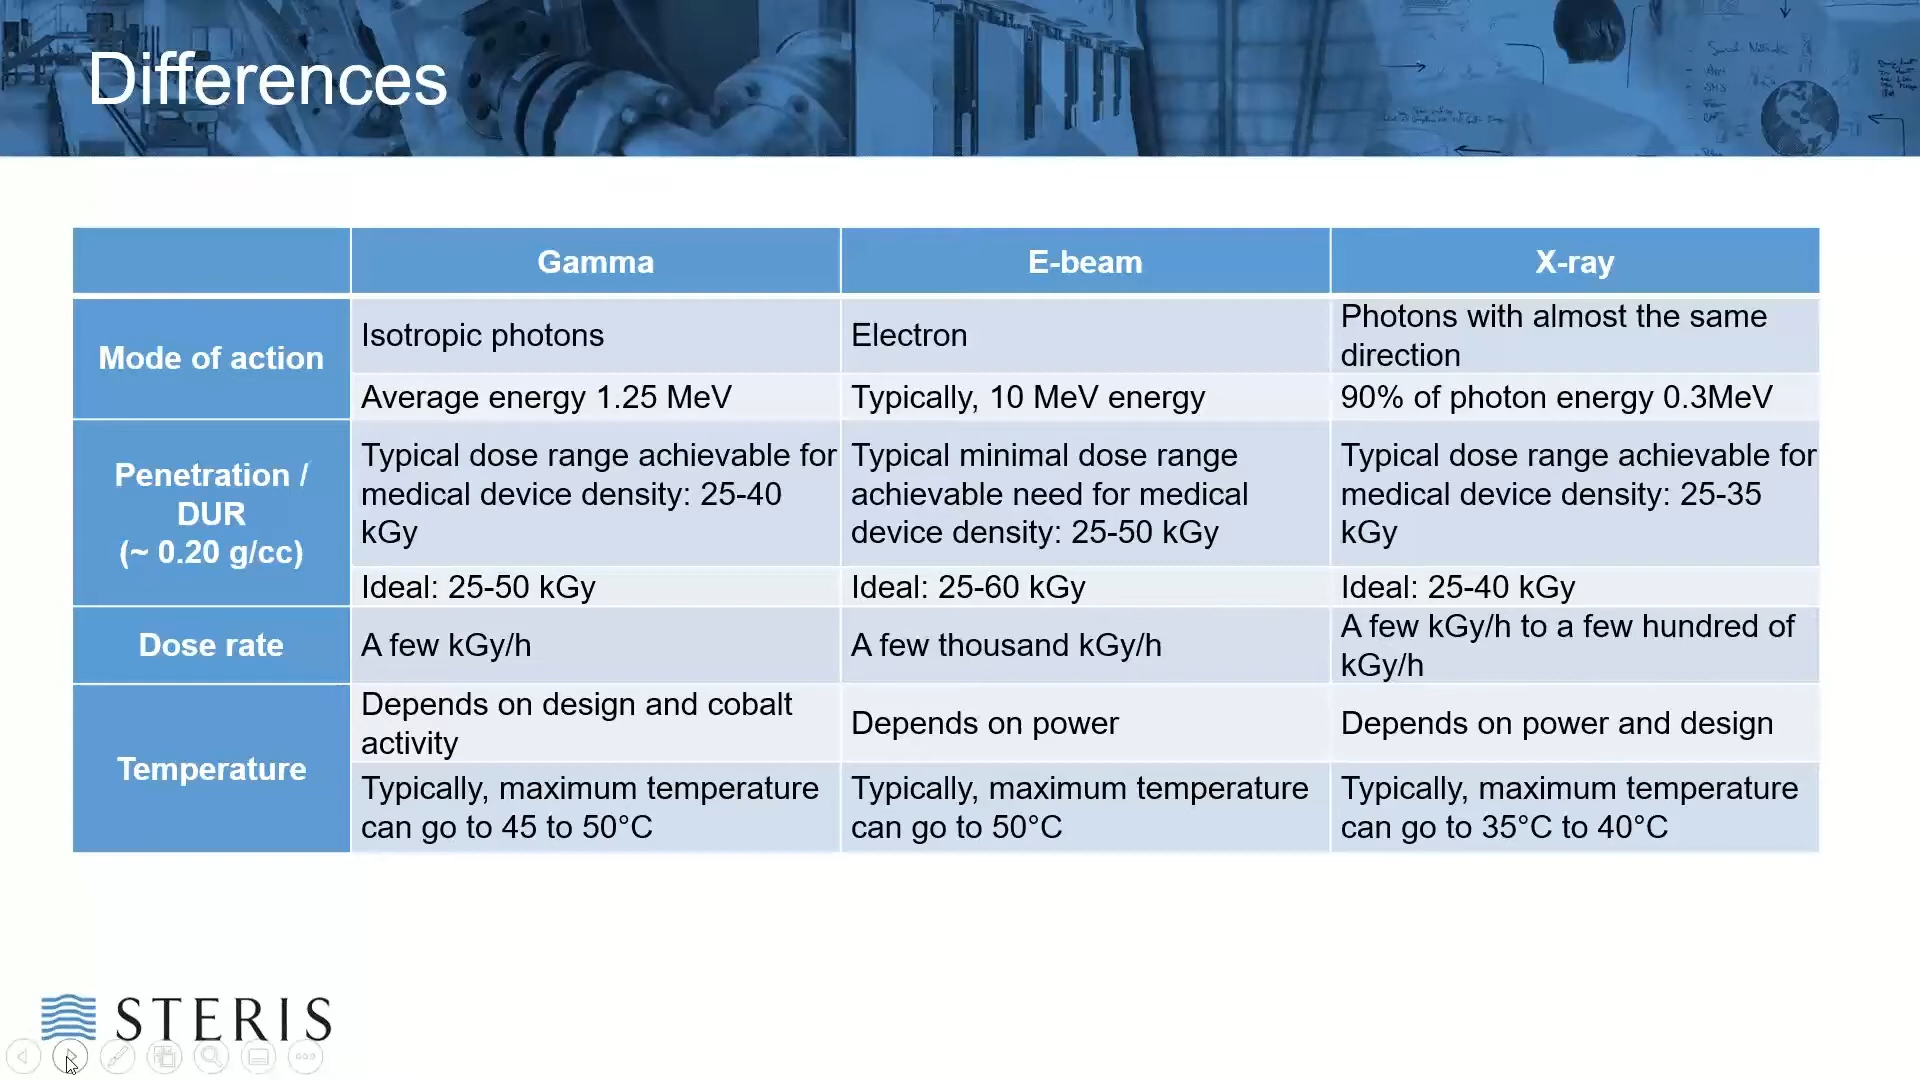 Differences
Gamma
E-beam
X-ray
Mode of action
Isotropic photons
Electron
Photons with almost the same
direction
Average energy 1.25 MeV
Typically, 10 MeV energy
90% of photon energy 0.3MeV
Penetration /
DUR
(~ 0.20 g/cc)
Typical dose range achievable for
medical device density: 25-40
kGy
Typical minimal dose range
achievable need for medical
device density: 25-50 kGy
Typical dose range achievable for
medical device density: 25-35
kGy
Ideal: 25-50 kGy
Ideal: 25-60 kGy
Ideal: 25-40 kGy
Dose rate
A few kGy/h
A few thousand kGy/h
A few kGy/h to a few hundred of
kGy/h
Temperature
Depends on design and cobalt
activity
Depends on power
Depends on power and design
Typically, maximum temperature
can go to 45 to 50°C
Typically, maximum temperature
can go to 50°C
Typically, maximum temperature
can go to 35°C to 40°C
STERIS